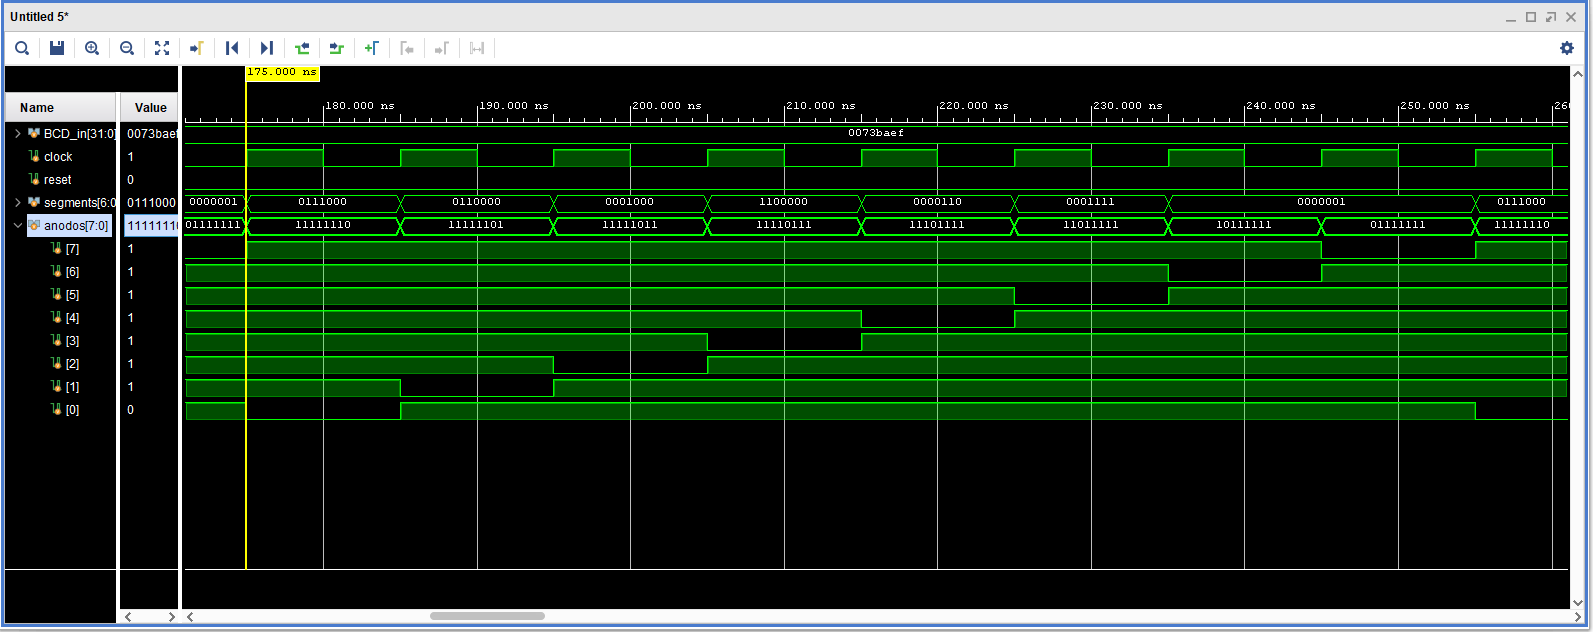 Untitled 5*
175.000 ns
Name Value 180.000 ns 190.000 ns 200.000 ns 210.000 ns 220.000 ns 230.000 ns 240.000 ns 250.000 ns 26
BCD_in[31:0] 0073baef 0073baef
clock 1
reset 0
segments[6:0 0111000 0000001 0111000 0110000 0001000 1100000 0000110 0001111 0000001 0111000
anodos[7:0] 11111110 01111111 11111110 11111101 11111011 11110111 11101111 11011111 10111111 01111111 11111110
[7] 1
[6] 1
[5] 1
[4] 1
[3] 1
[2] 1
[1] 1
[0] 0